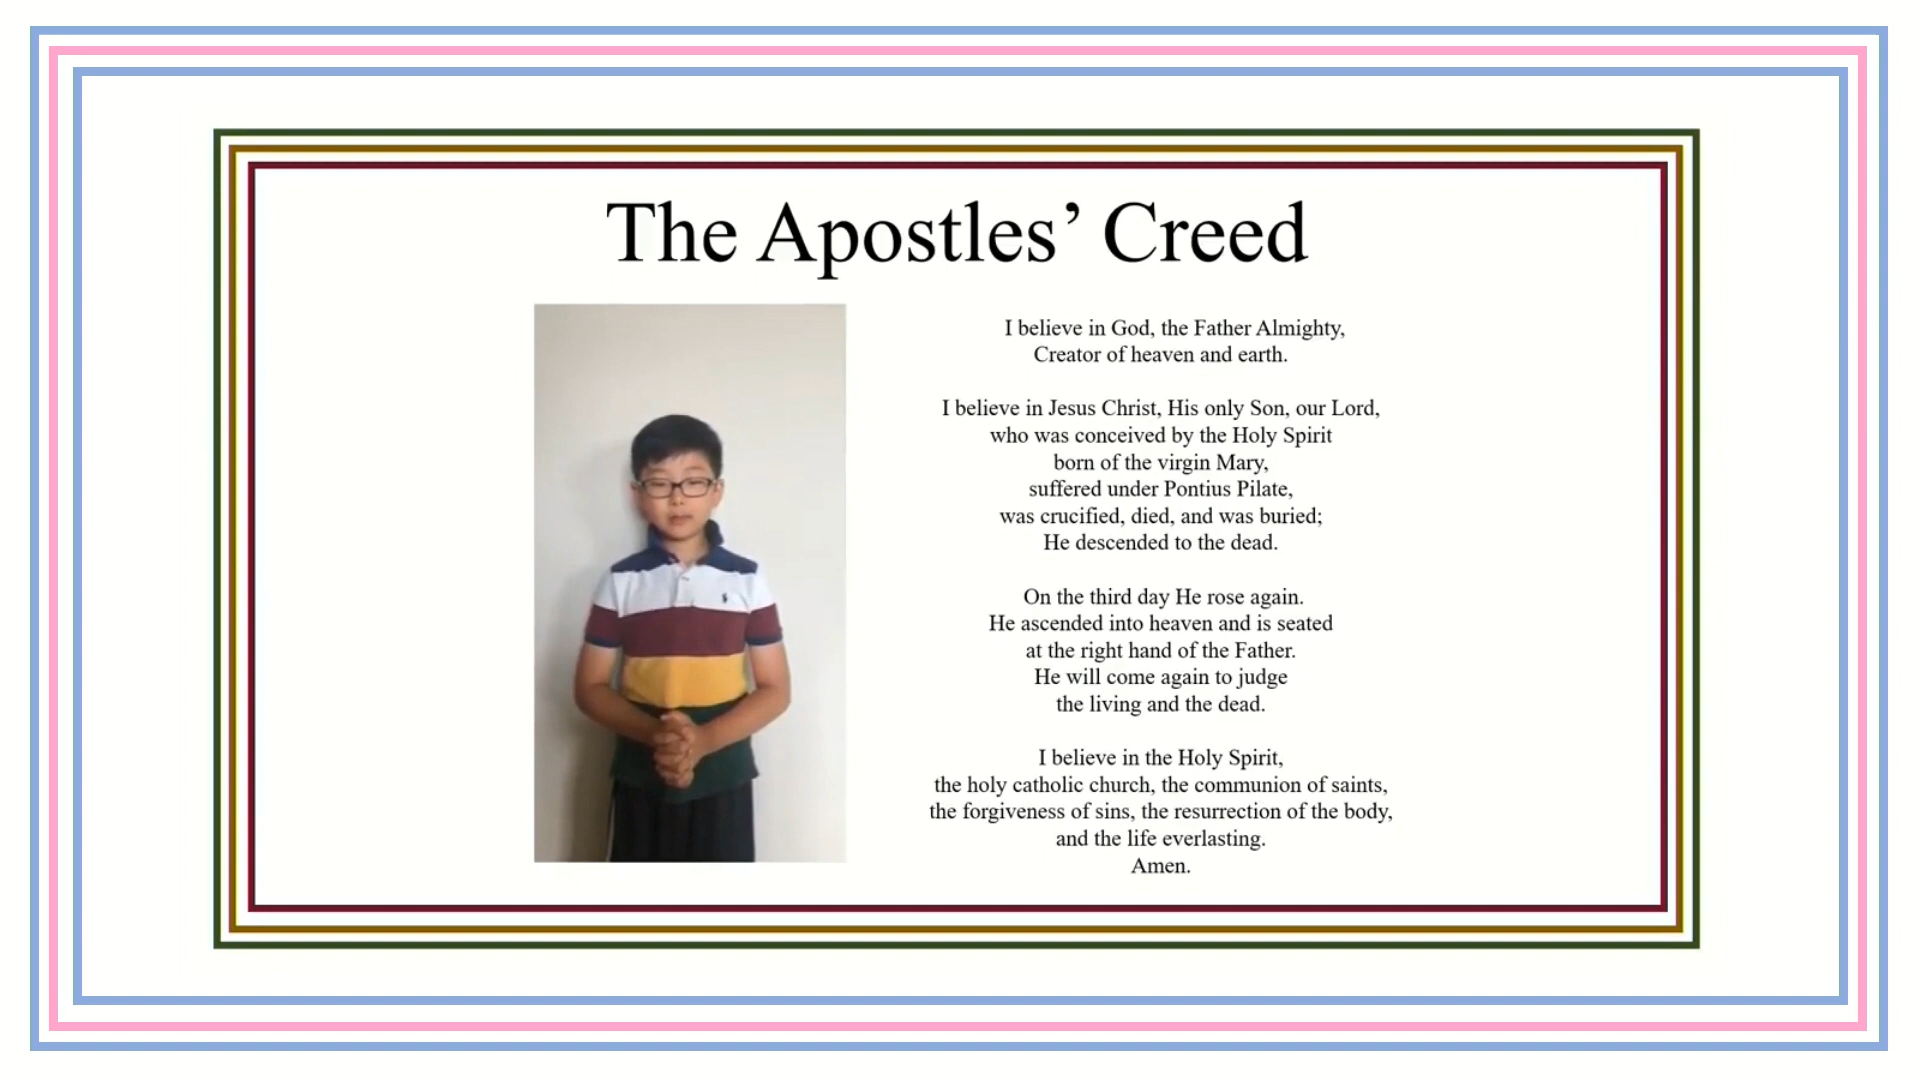 The Apostles’ Creed
I believe in God, the Father Almighty,
Creator of heaven and earth.
I believe in Jesus Christ, His only Son, our Lord,
who was conceived by the Holy Spirit
born of the virgin Mary,
suffered under Pontius Pilate,
was crucified, died, and was buried;
He descended to the dead.
On the third day He rose again.
He ascended into heaven and is seated
at the right hand of the Father.
He will come again to judge
the living and the dead.
I believe in the Holy Spirit,
the holy catholic church, the communion of saints,
the forgiveness of sins, the resurrection of the body,
and the life everlasting.
Amen.